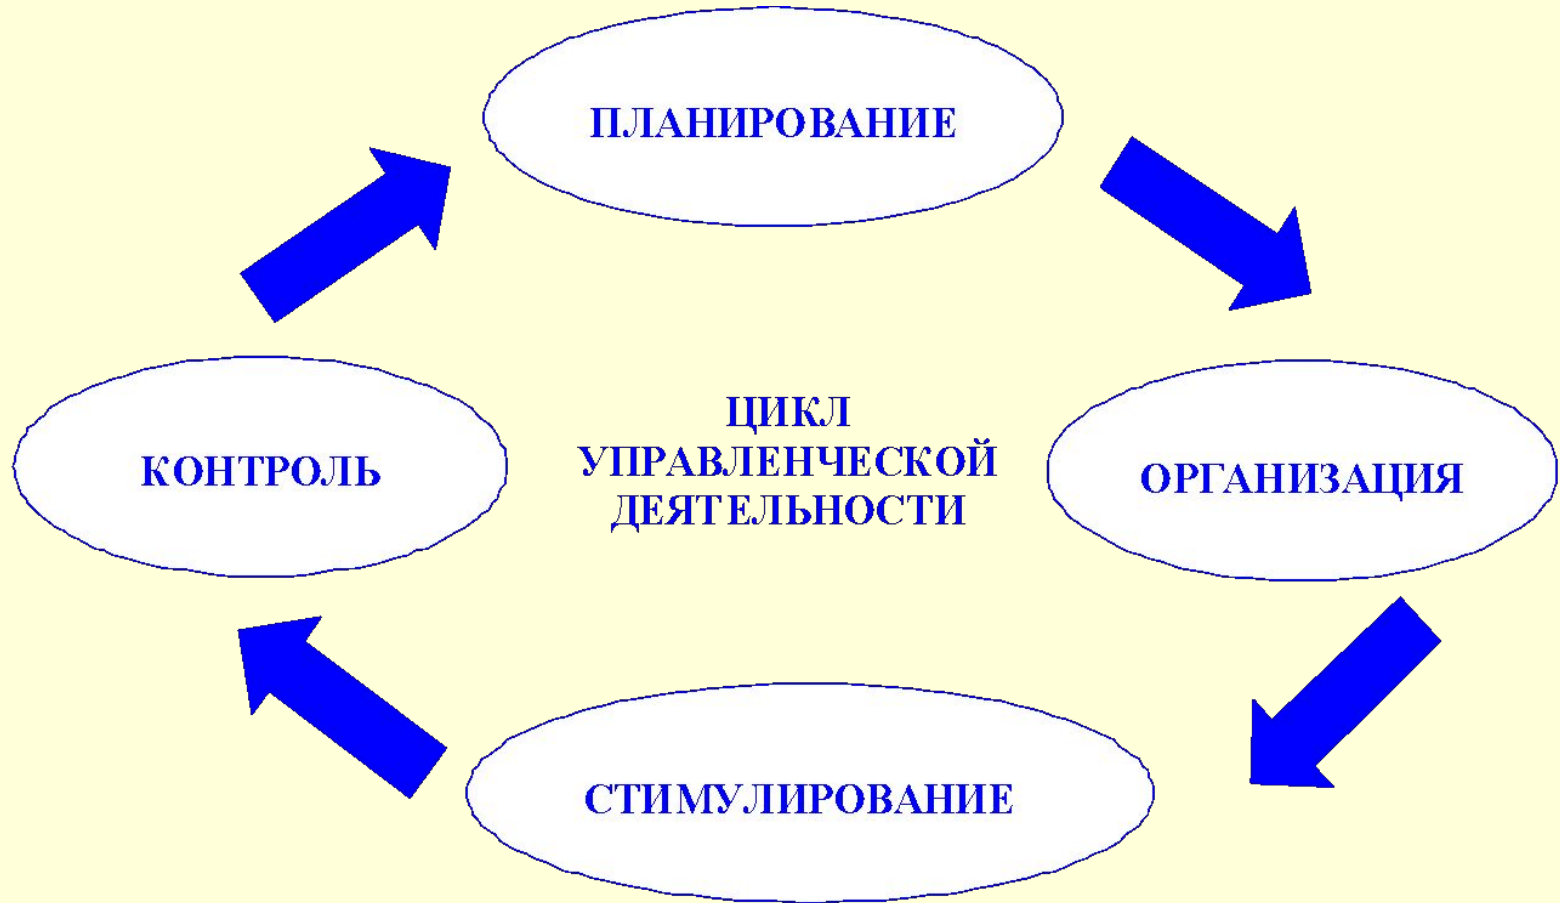 ПЛАНИРОВАНИЕ
ЦИКЛ
УПРАВЛЕНЧЕСКОЙ
ДЕЯТЕЛЬНОСТИ
КОНТРОЛЬ
ОРГАНИЗАЦИЯ
СТИМУЛИРОВАНИЕ